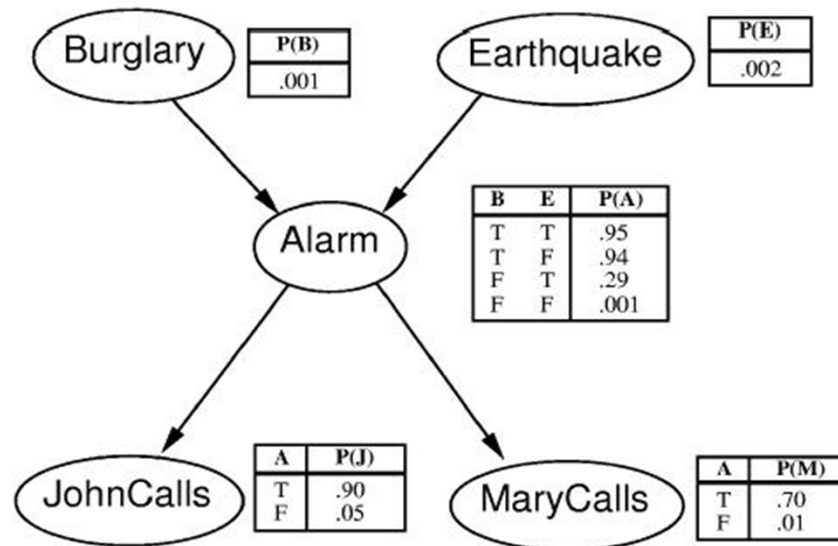 Burglary
P(B)
.001
Earthquake
P(E)
.002
Alarm
B E P(A)
T T .95
T F .94
F T .29
F F .001
JohnCalls
A P(J)
T .90
F .05
MaryCalls
A P(M)
T .70
F .01